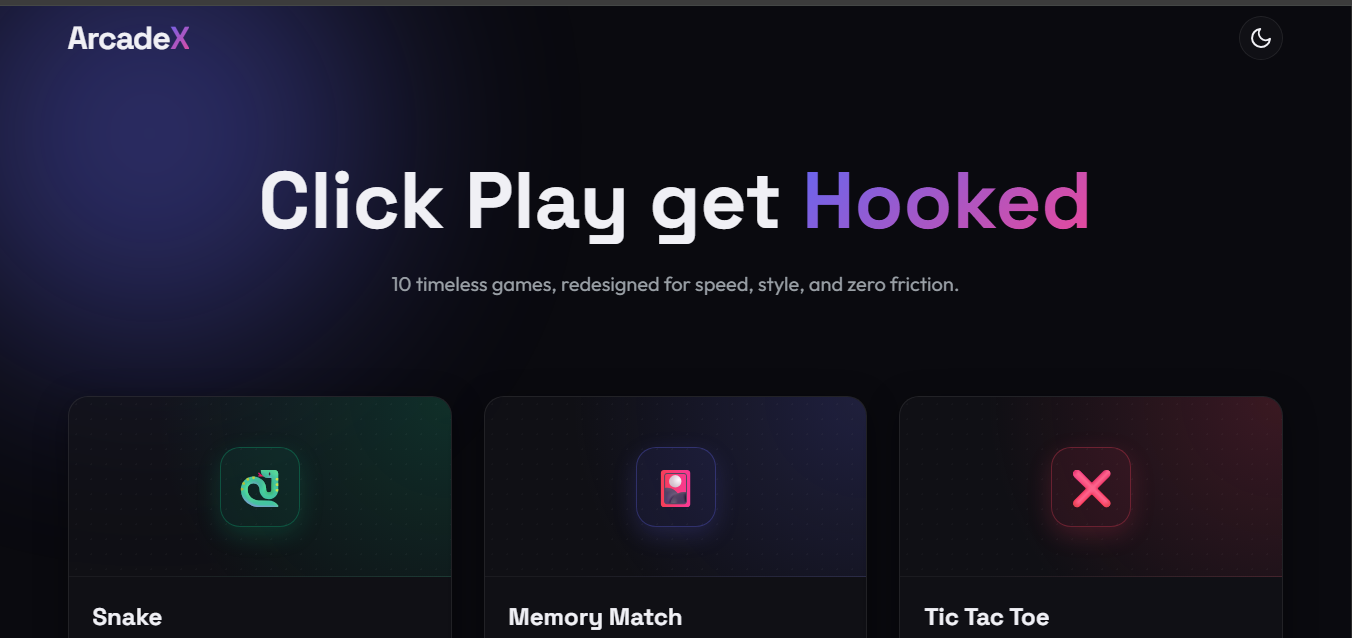 ArcadeX
Click Play get Hooked
10 timeless games, redesigned for speed, style, and zero friction.
Snake
Memory Match
Tic Tac Toe